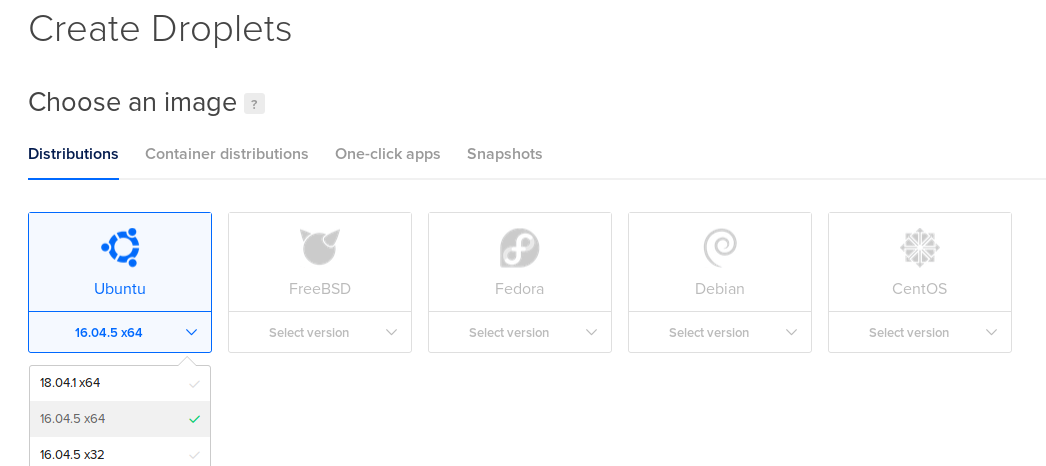 Create Droplets
Choose an image ?
Distributions Container distributions One-click apps Snapshots
Ubuntu FreeBSD Fedora Debian CentOS
16.04.5 x64 Select version Select version Select version Select version
18.04.1 x64
16.04.5 x64
16.04.5 x32